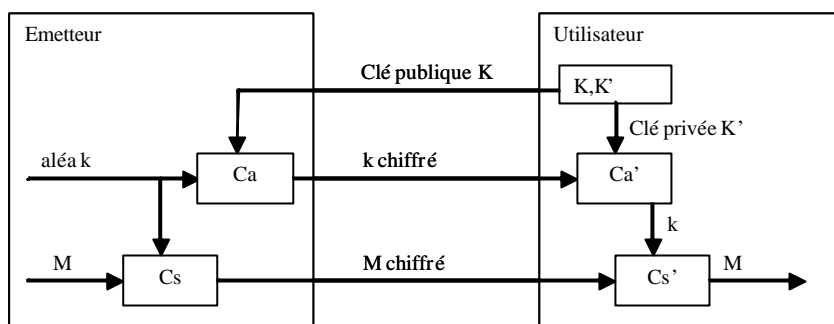 Emetteur
Utilisateur
Clé publique K
K,K’
Clé privée K’
aléa k
Ca
k chiffré
Ca’
k
M
Cs
M chiffré
Cs’
M